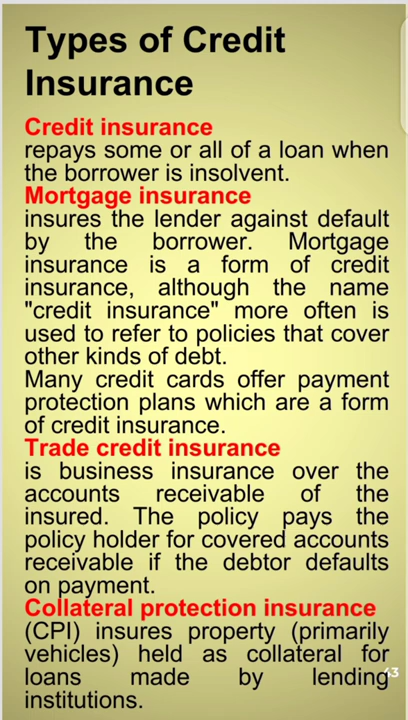 Types of Credit
Insurance
Credit insurance
repays some or all of a loan when
the borrower is insolvent.
Mortgage insurance
insures the lender against default
by the borrower. Mortgage
insurance is a form of credit
insurance, although the name
"credit insurance" more often is
used to refer to policies that cover
other kinds of debt.
Many credit cards offer payment
protection plans which are a form
of credit insurance.
Trade credit insurance
is business insurance over the
accounts receivable of the
insured. The policy pays the
policy holder for covered accounts
receivable if the debtor defaults
on payment.
Collateral protection insurance
(CPI) insures property (primarily
vehicles) held as collateral for
loans made by lending
institutions.
43